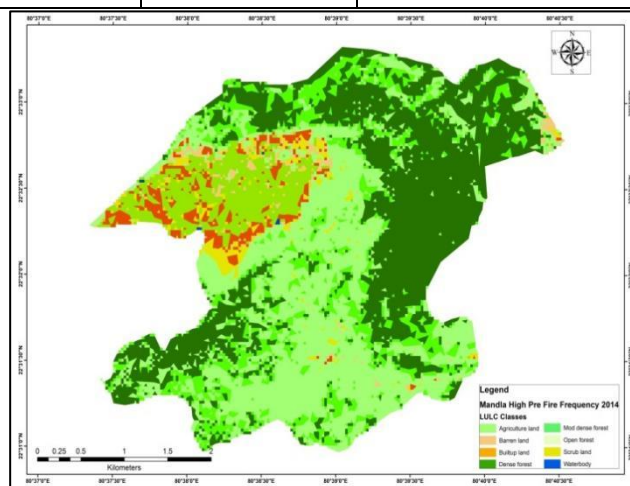 80°37'0"E 80°37'30"E 80°38'0"E 80°38'30"E 80°39'0"E 80°39'30"E 80°40'0"E 80°40'30"E
N
W E
S
Legend
Mandla High Pre Fire Frequency 2014
LULC Classes
Agriculture land Mod dense forest
Barren land Open forest
Builtup land Scrub land
Dense forest Waterbody
0 0.25 0.5 1 1.5 2
Kilometers
80°37'0"E 80°37'30"E 80°38'0"E 80°38'30"E 80°39'0"E 80°39'30"E 80°40'0"E 80°40'30"E